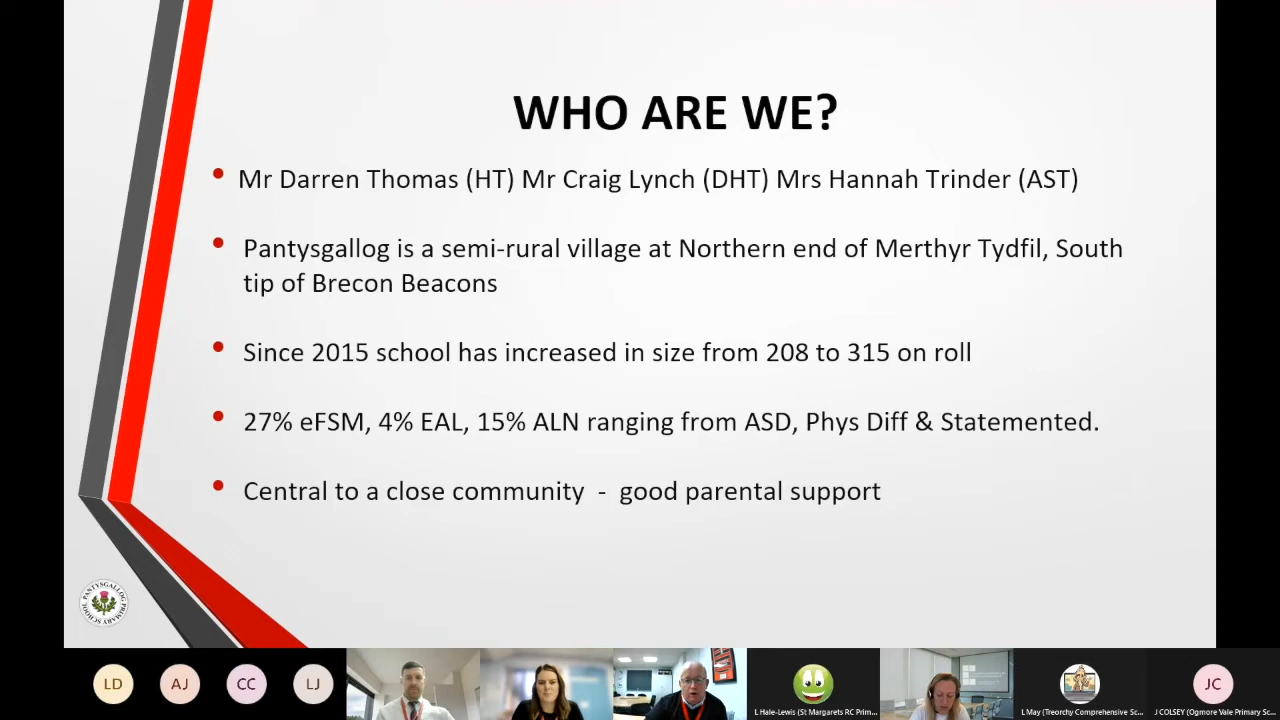 WHO ARE WE?
Mr Darren Thomas (HT) Mr Craig Lynch (DHT) Mrs Hannah Trinder (AST)
Pantysgallog is a semi-rural village at Northern end of Merthyr Tydfil, South
tip of Brecon Beacons
Since 2015 school has increased in size from 208 to 315 on roll
27% eFSM, 4% EAL, 15% ALN ranging from ASD, Phys Diff & Statemented.
Central to a close community - good parental support
PANTYSGALLOG PRIMARY SCHOOL
LD
AJ
CC
LJ
L Hale-Lewis (St Margarets RC Prim...
L May (Treorchy Comprehensive Sc...
JC
J COLSEY (Ogmore Vale Primary Sc...